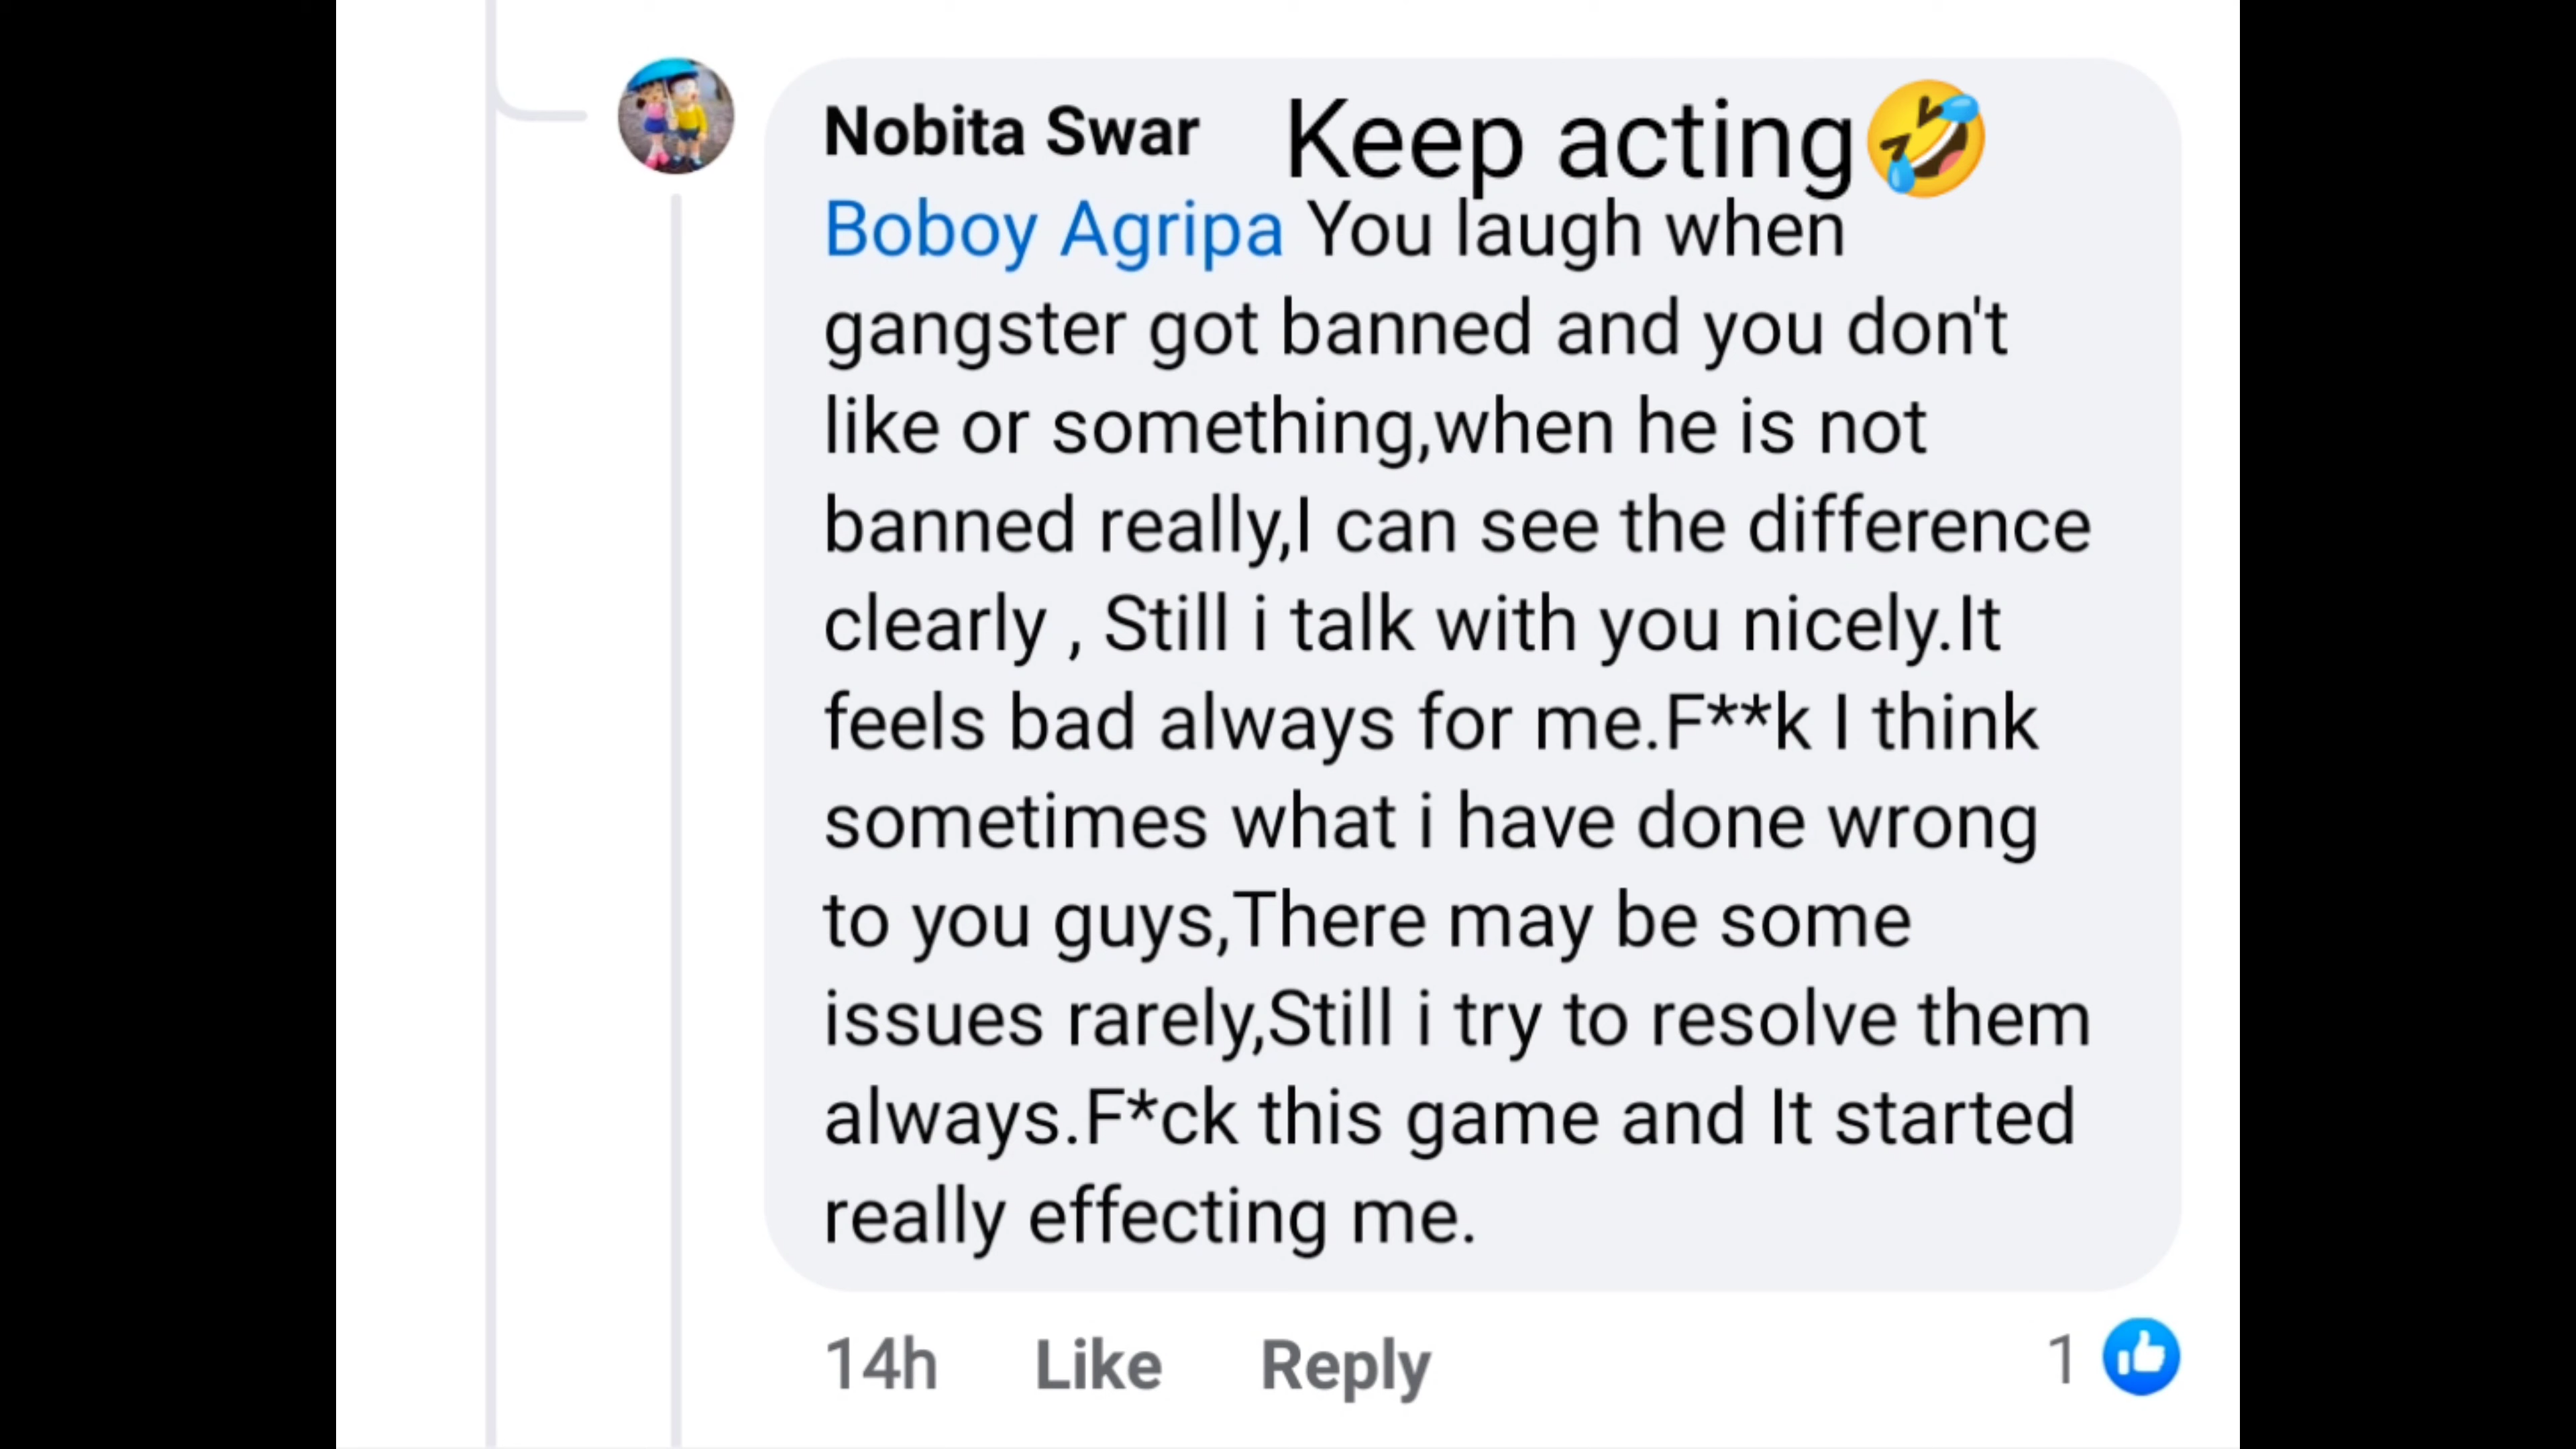 Nobita Swar Keep acting🤣
Boboy Agripa You laugh when
gangster got banned and you don't
like or something,when he is not
banned really,I can see the difference
clearly , Still i talk with you nicely.It
feels bad always for me.F**k I think
sometimes what i have done wrong
to you guys,There may be some
issues rarely,Still i try to resolve them
always.F*ck this game and It started
really effecting me.
14h Like Reply 1